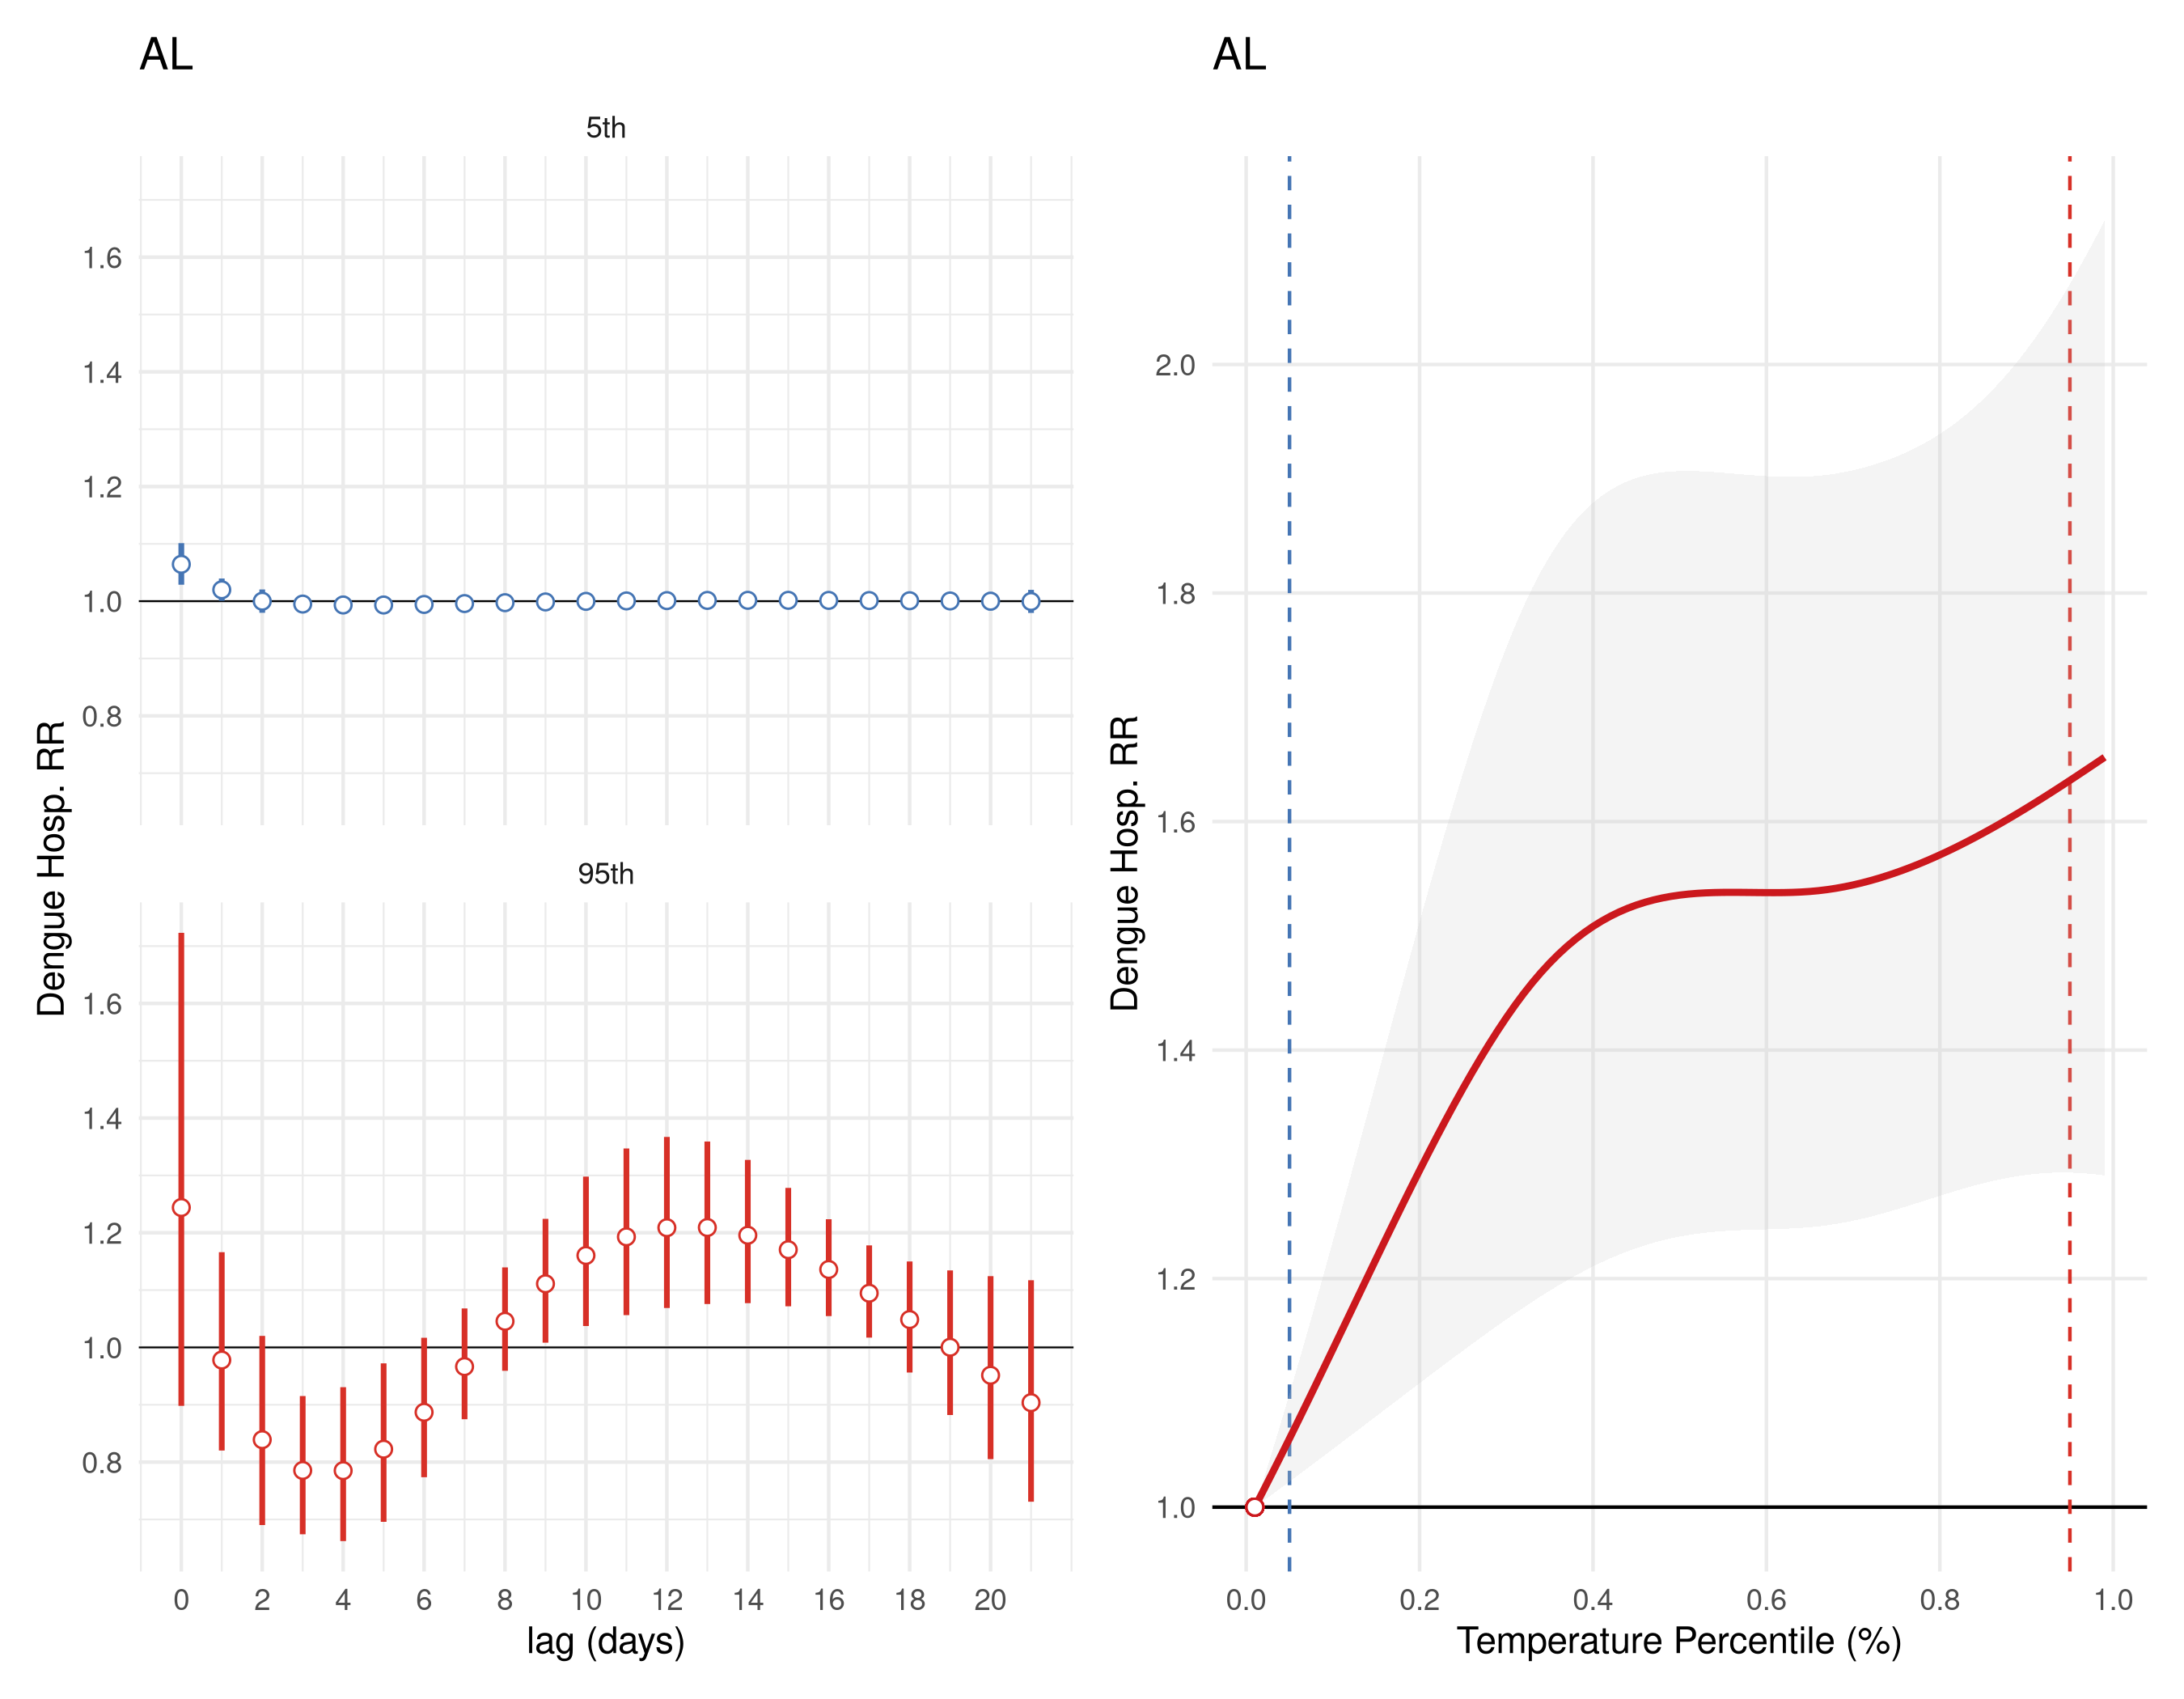 AL
5th
1.6
1.4
1.2
1.0
0.8
95th
1.6
1.4
1.2
1.0
0.8
0 2 4 6 8 10 12 14 16 18 20
lag (days)
Dengue Hosp. RR
AL
2.0
1.8
1.6
1.4
1.2
1.0
0.0 0.2 0.4 0.6 0.8 1.0
Temperature Percentile (%)
Dengue Hosp. RR